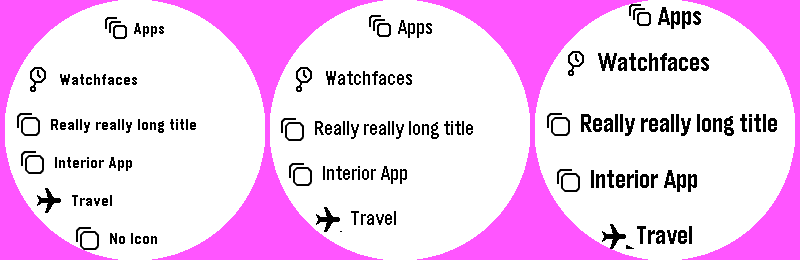 Apps
Watchfaces
Really really long title
Interior App
Travel
No Icon
Apps
Watchfaces
Really really long title
Interior App
Travel
Apps
Watchfaces
Really really long title
Interior App
Travel